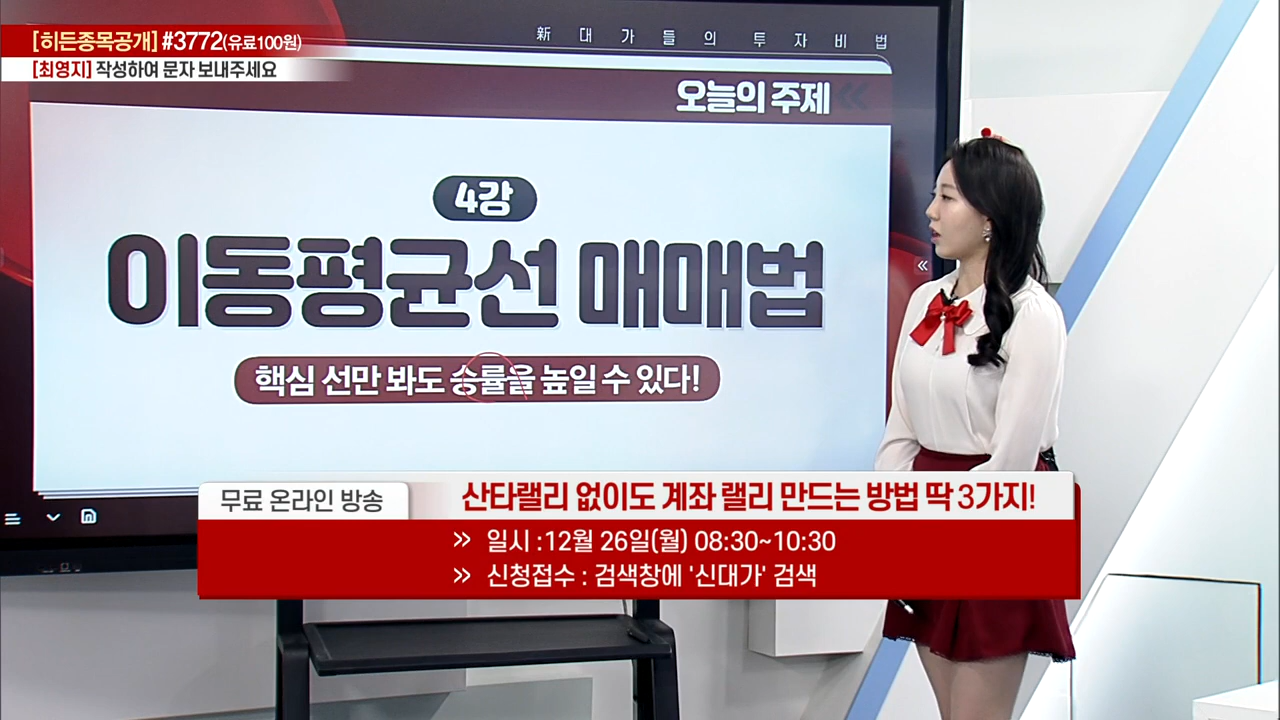 [히든종목공개] #3772(유료100원)
[최영지] 작성하여 문자 보내주세요
新 대 가 들 의 투 자 비 법
오늘의 주제
4강
이동평균선 매매법
핵심 선만 봐도 승률을 높일 수 있다!
무료 온라인 방송
산타랠리 없이도 계좌 랠리 만드는 방법 딱 3가지!
» 일시 :12월 26일(월) 08:30~10:30
» 신청접수 : 검색창에 '신대가' 검색